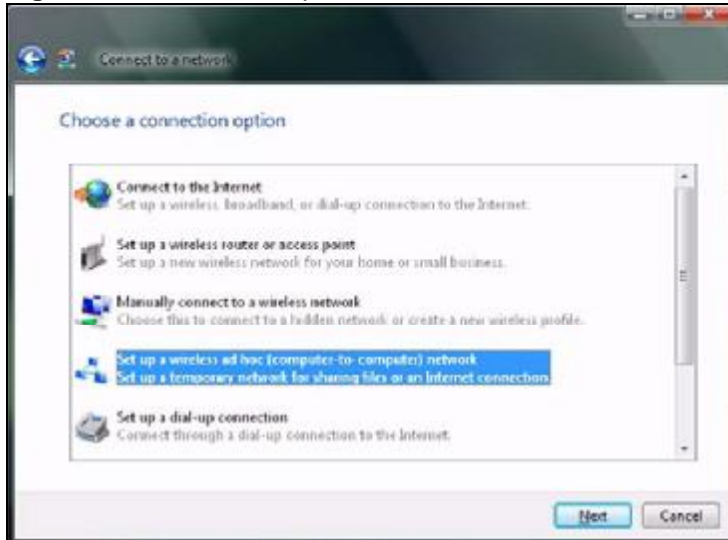 Connect to a network
Choose a connection option
Connect to the Internet
Set up a wireless, broadband, or dial-up connection to the Internet.
Set up a wireless router or access point
Set up a new wireless network for your home or small business.
Manually connect to a wireless network
Choose this to connect to a hidden network or create a new wireless profile.
Set up a wireless ad hoc (computer-to- computer) network
Set up a temporary network for sharing files or an Internet connection
Set up a dial-up connection
Connect through a dial-up connection to the Internet.
Next Cancel